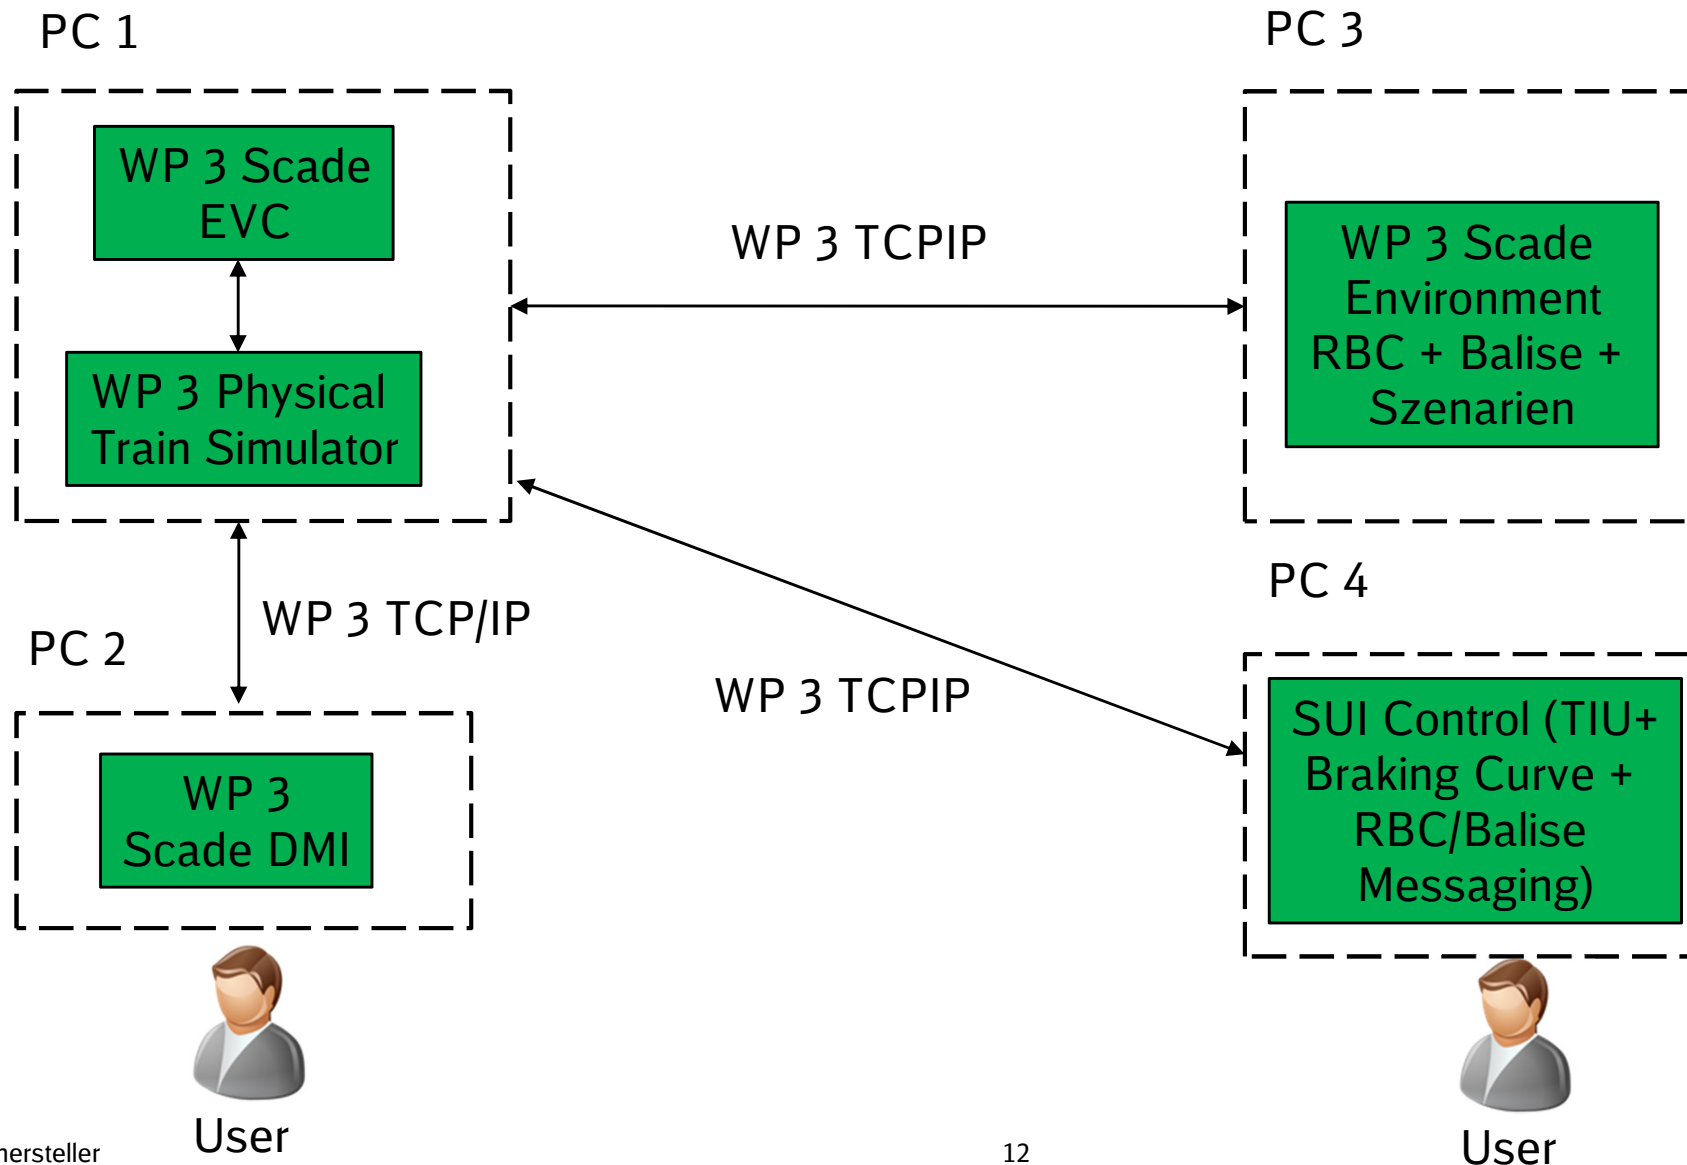 PC 1
WP 3 Scade
EVC
WP 3 Physical
Train Simulator
WP 3 TCPIP
PC 3
WP 3 Scade
Environment
RBC + Balise +
Szenarien
WP 3 TCP/IP
PC 2
WP 3
Scade DMI
User
WP 3 TCPIP
PC 4
SUI Control (TIU+
Braking Curve +
RBC/Balise
Messaging)
User
hersteller
12